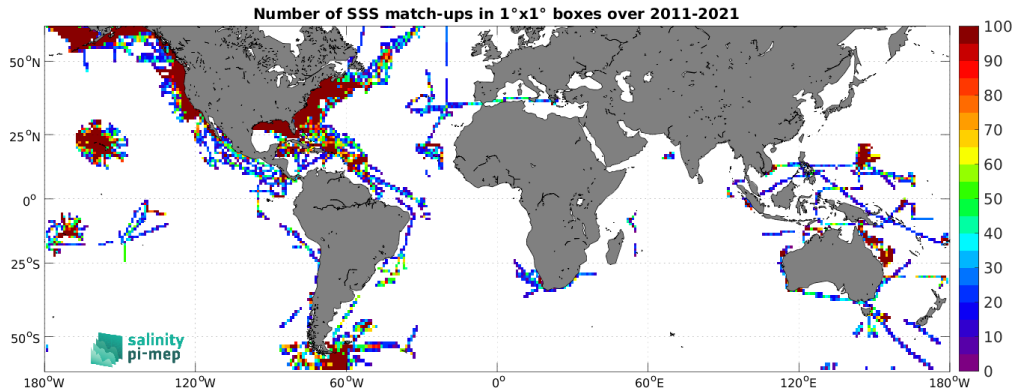 Number of SSS match-ups in 1°x1° boxes over 2011-2021
50°N
25°N
0°
25°S
50°S
180°W
120°W
60°W
0°
60°E
120°E
180°W
100
90
80
70
60
50
40
30
20
10
0
salinity
pi-mep